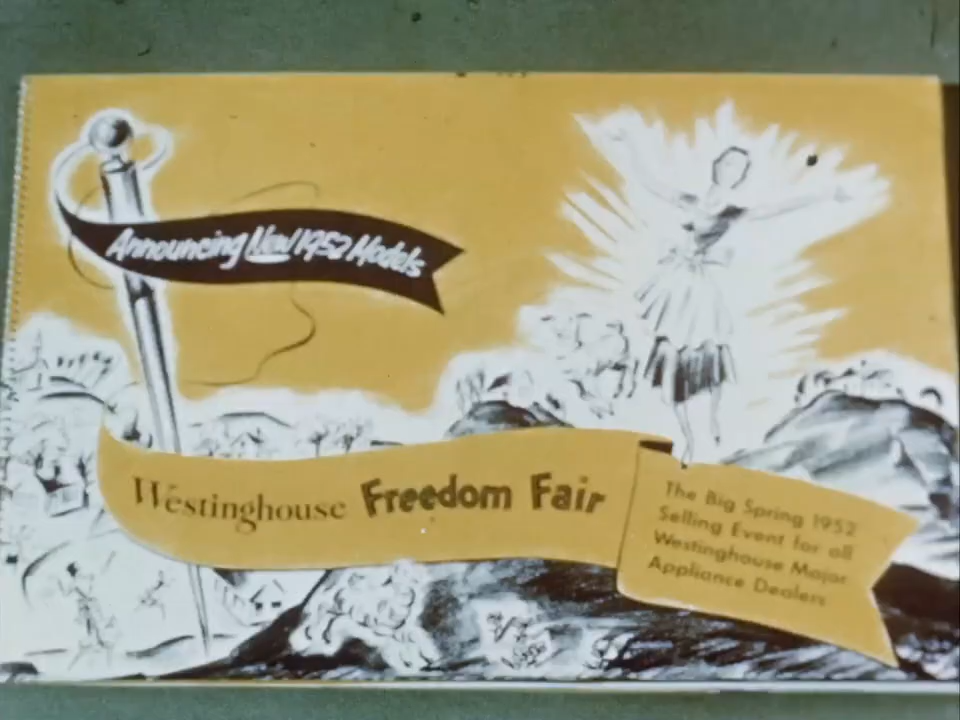 Announcing New 1952 Models
Westinghouse Freedom Fair
The Big Spring 1952
Selling Event for all
Westinghouse Major
Appliance Dealers